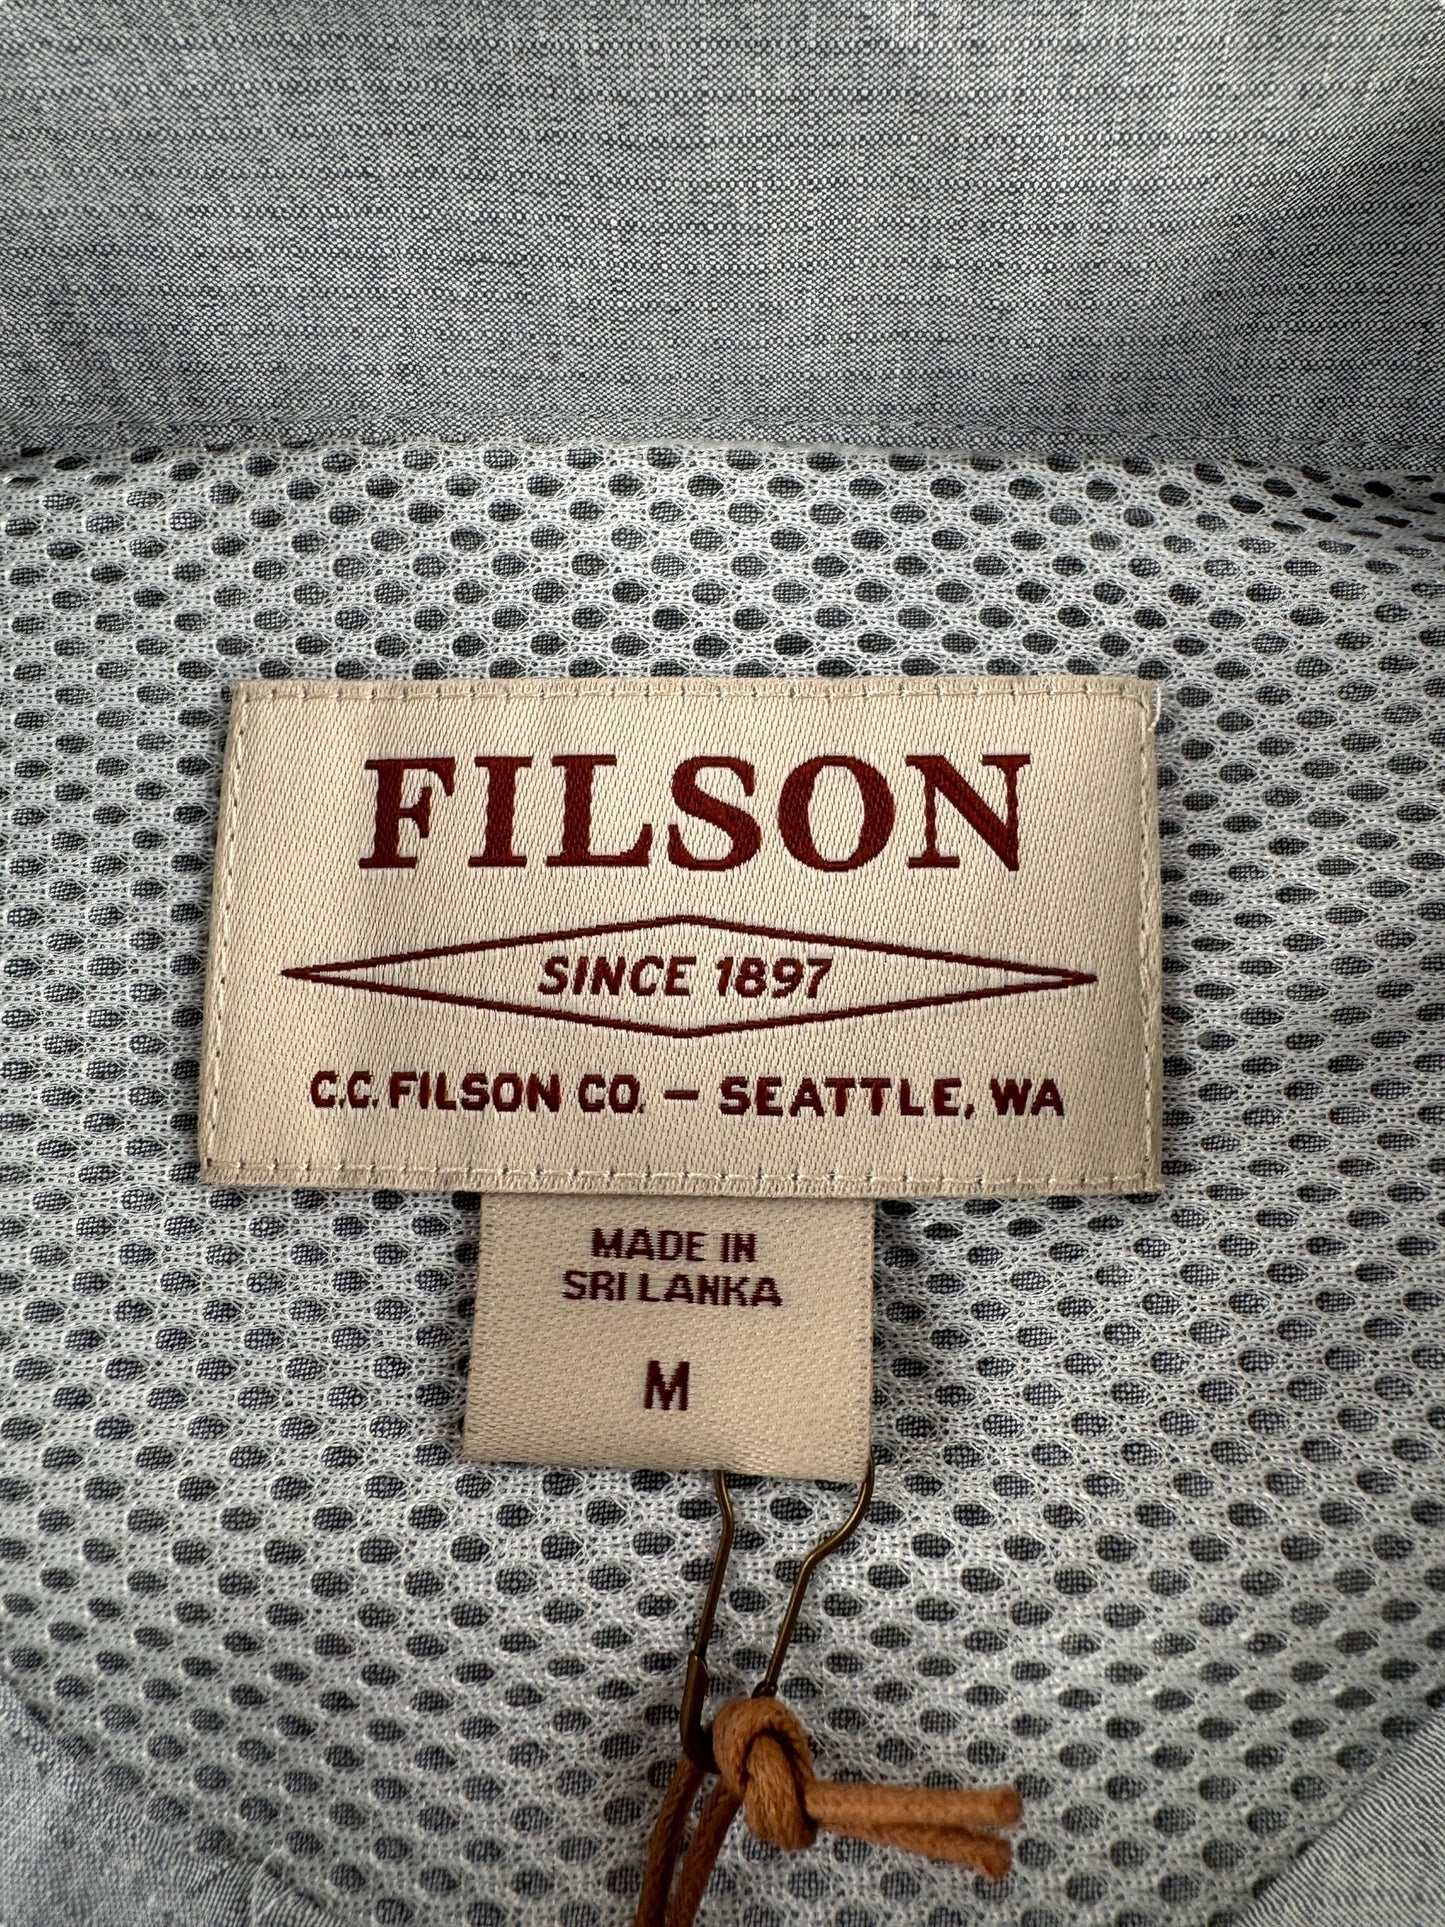 FILSON
SINCE 1897
C.C. FILSON CO. – SEATTLE, WA
MADE IN
SRI LANKA
M